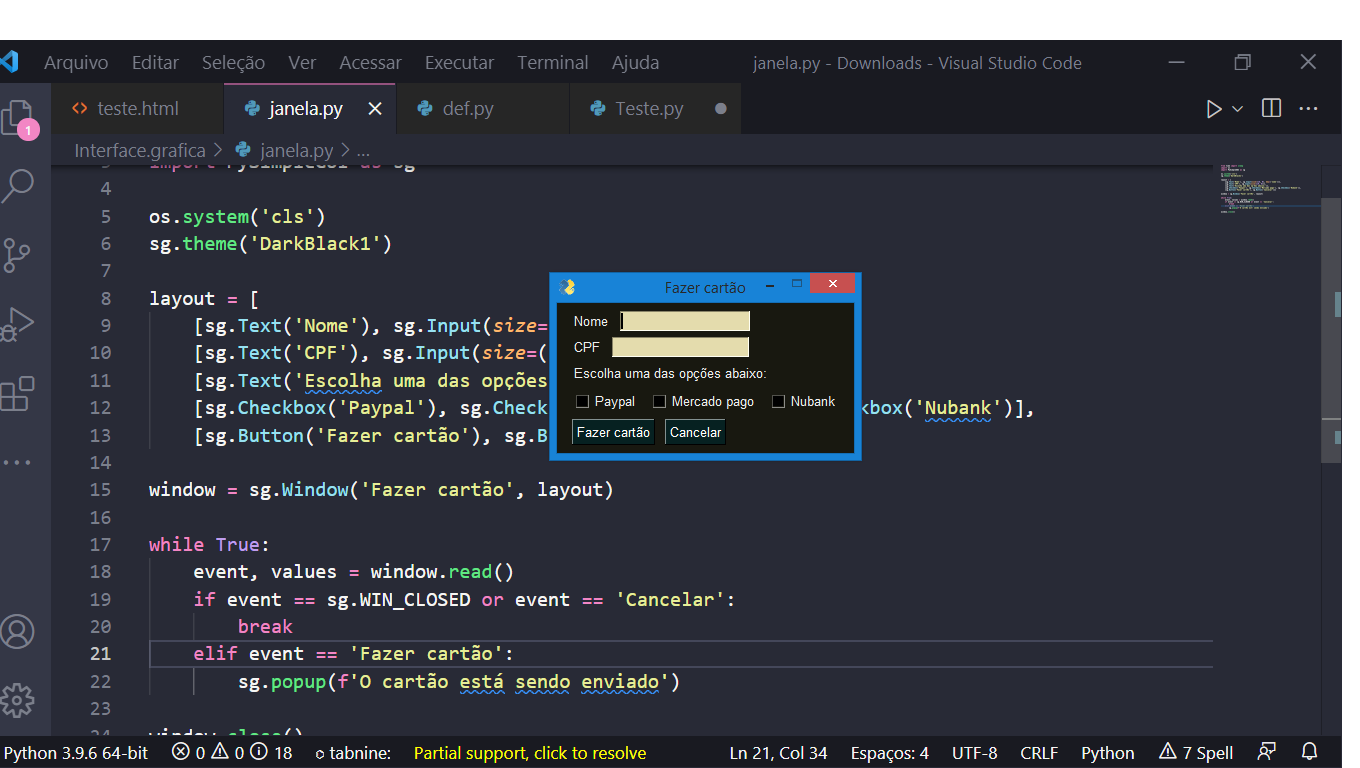 Arquivo Editar Seleção Ver Acessar Executar Terminal Ajuda janela.py - Downloads - Visual Studio Code
teste.html janela.py def.py Teste.py
1
Interface.grafica > janela.py > ...
3 import PySimpleGUI as sg
4
5 os.system('cls')
6 sg.theme('DarkBlack1')
7
8 layout = [
9 [sg.Text('Nome'), sg.Input(size=
10 [sg.Text('CPF'), sg.Input(size=(
11 [sg.Text('Escolha uma das opções
12 [sg.Checkbox('Paypal'), sg.Check kbox('Nubank')],
13 [sg.Button('Fazer cartão'), sg.B
14
15 window = sg.Window('Fazer cartão', layout)
16
17 while True:
18 event, values = window.read()
19 if event == sg.WIN_CLOSED or event == 'Cancelar':
20 break
21 elif event == 'Fazer cartão':
22 sg.popup(f'O cartão está sendo enviado')
23
24 window.close()
Fazer cartão
Nome
CPF
Escolha uma das opções abaixo:
Paypal Mercado pago Nubank
Fazer cartão Cancelar
Python 3.9.6 64-bit 0 0 18 tabnine: Partial support, click to resolve Ln 21, Col 34 Espaços: 4 UTF-8 CRLF Python 7 Spell